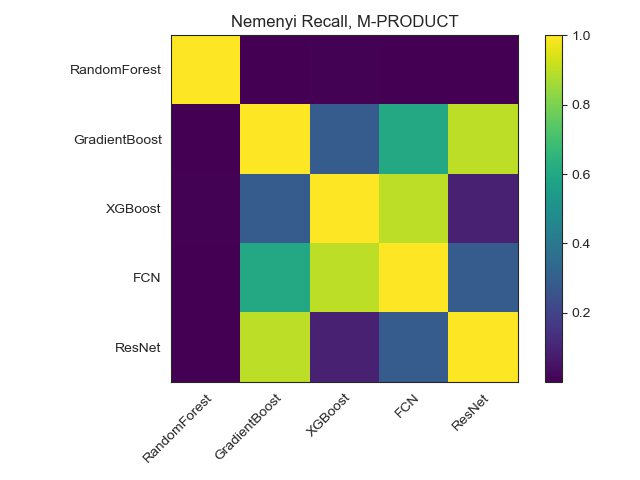 Nemenyi Recall, M-PRODUCT
RandomForest
GradientBoost
XGBoost
FCN
ResNet
RandomForest
GradientBoost
XGBoost
FCN
ResNet
1.0
0.8
0.6
0.4
0.2